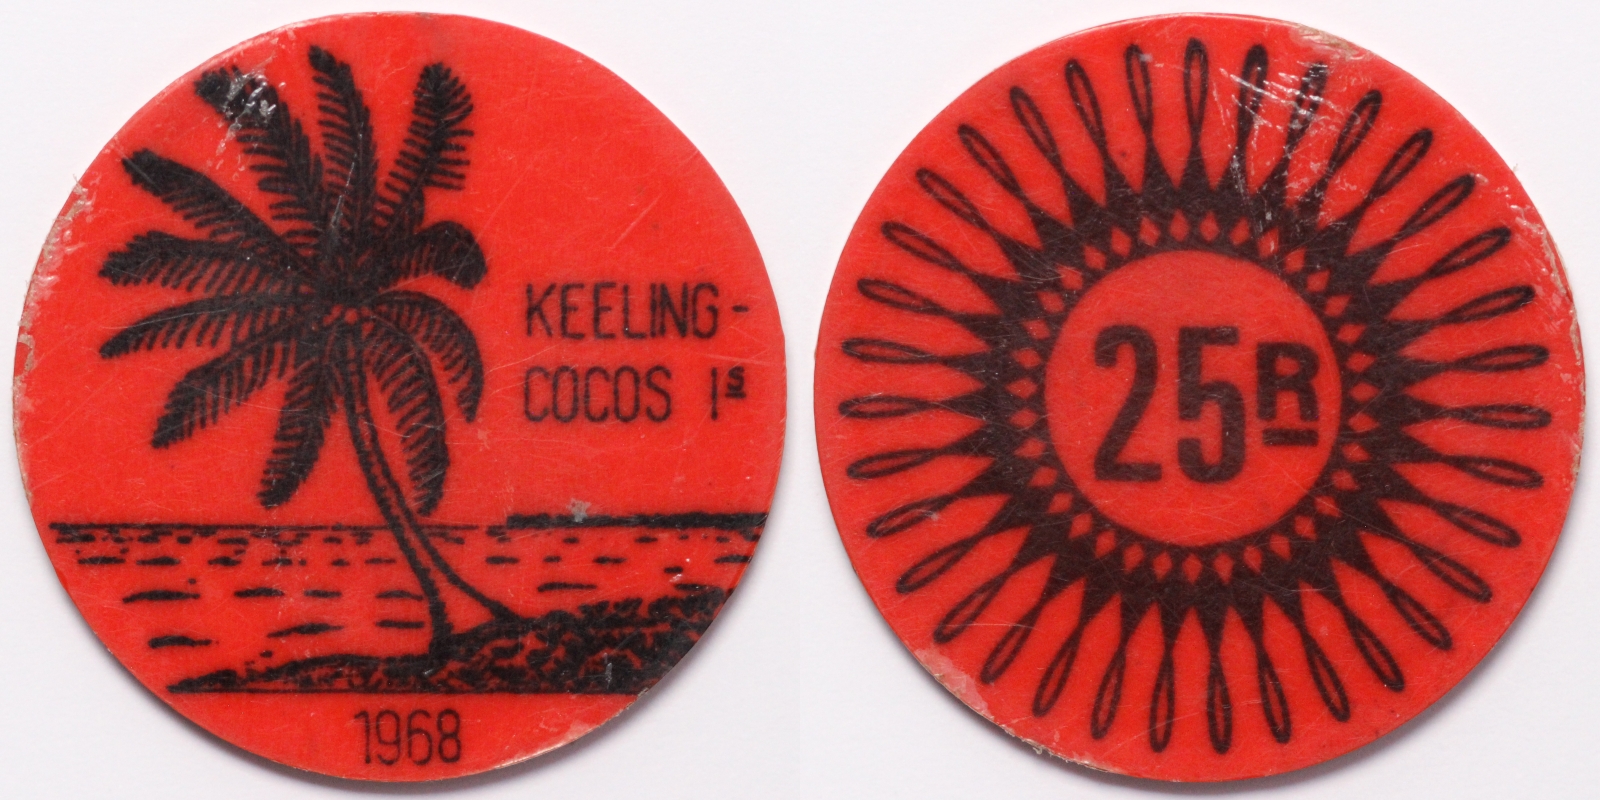 KEELING-
COCOS Iˢ
1968
25ᴿ